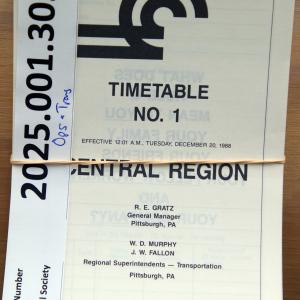 2025.001.30
Ops + Trans
Number
l Society
TIMETABLE
NO. 1
EFFECTIVE 12:01 A.M., TUESDAY, DECEMBER 20, 1988
CENTRAL REGION
R. E. GRATZ
General Manager
Pittsburgh, PA
W. D. MURPHY
J. W. FALLON
Regional Superintendents — Transportation
Pittsburgh, PA